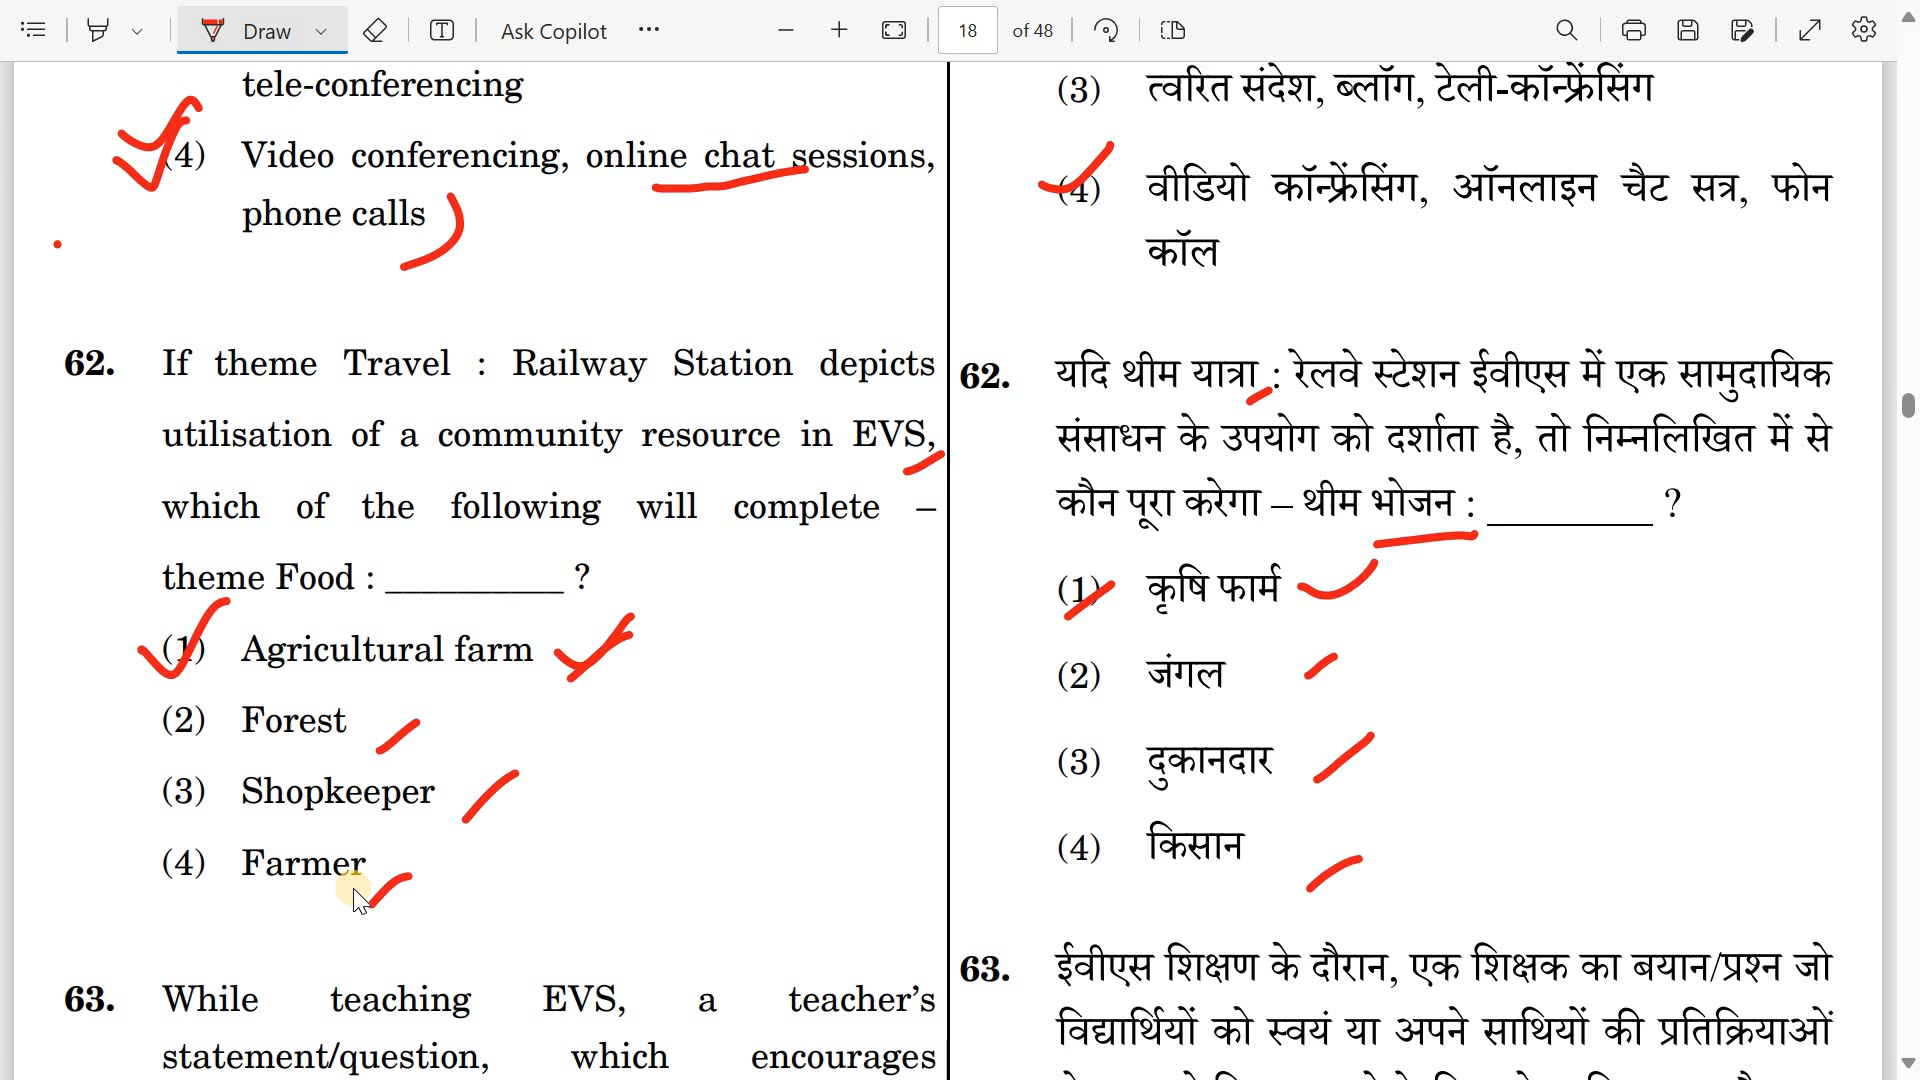 Draw
Ask Copilot
18 of 48
tele-conferencing
(4) Video conferencing, online chat sessions,
phone calls
62. If theme Travel : Railway Station depicts
utilisation of a community resource in EVS,
which of the following will complete –
theme Food : __________ ?
(1) Agricultural farm
(2) Forest
(3) Shopkeeper
(4) Farmer
63. While teaching EVS, a teacher's
statement/question, which encourages
(3) त्वरित संदेश, ब्लॉग, टेली-कॉन्फ्रेंसिंग
(4) वीडियो कॉन्फ्रेंसिंग, ऑनलाइन चैट सत्र, फोन
कॉल
62. यदि थीम यात्रा : रेलवे स्टेशन ईवीएस में एक सामुदायिक
संसाधन के उपयोग को दर्शाता है, तो निम्नलिखित में से
कौन पूरा करेगा – थीम भोजन : _________ ?
(1) कृषि फार्म
(2) जंगल
(3) दुकानदार
(4) किसान
63. ईवीएस शिक्षण के दौरान, एक शिक्षक का बयान/प्रश्न जो
विद्यार्थियों को स्वयं या अपने साथियों की प्रतिक्रियाओं